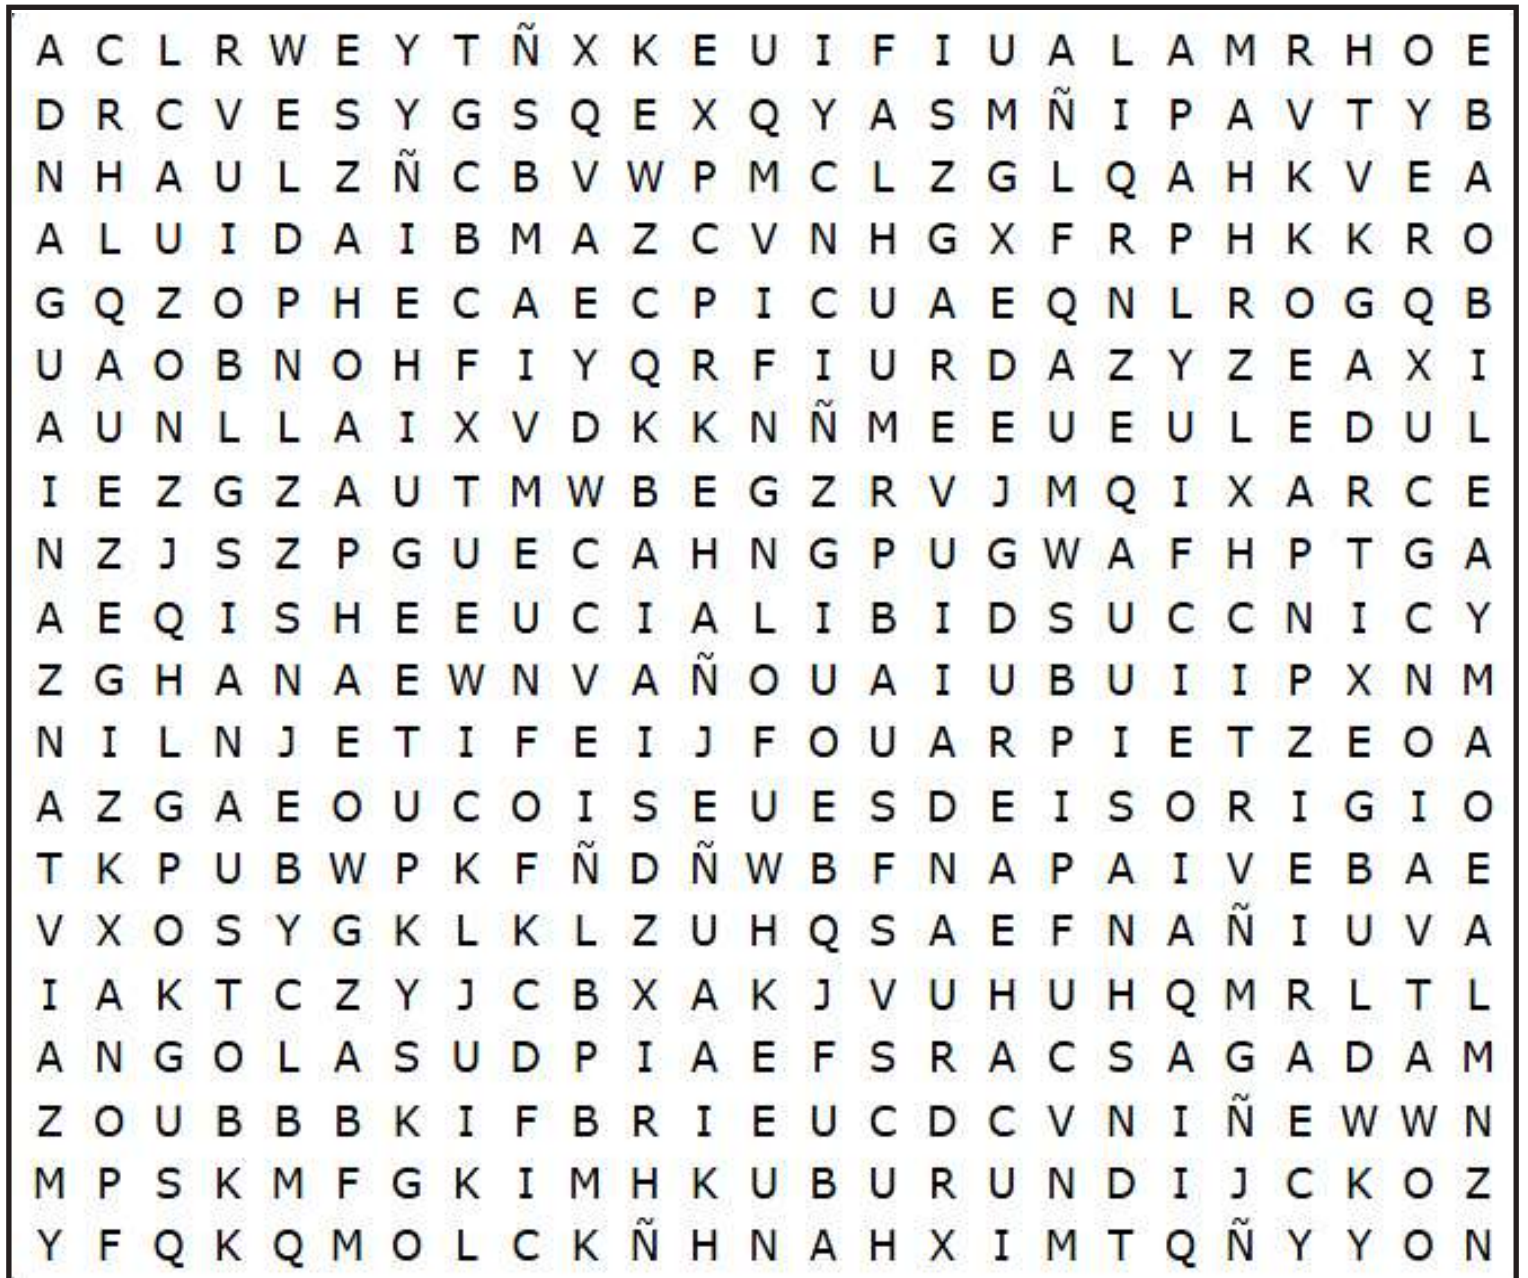 A C L R W E Y T Ñ X K E U I F I U A L A M R H O E
D R C V E S Y G S Q E X Q Y A S M Ñ I P A V T Y B
N H A U L Z Ñ C B V W P M C L Z G L Q A H K V E A
A L U I D A I B M A Z C V N H G X F R P H K K R O
G Q Z O P H E C A E C P I C U A E Q N L R O G Q B
U A O B N O H F I Y Q R F I U R D A Z Y Z E A X I
A U N L L A I X V D K K N Ñ M E E U E U L E D U L
I E Z G Z A U T M W B E G Z R V J M Q I X A R C E
N Z J S Z P G U E C A H N G P U G W A F H P T G A
A E Q I S H E E U C I A L I B I D S U C C N I C Y
Z G H A N A E W N V A Ñ O U A I U B U I I P X N M
N I L N J E T I F E I J F O U A R P I E T Z E O A
A Z G A E O U C O I S E U E S D E I S O R I G I O
T K P U B W P K F Ñ D Ñ W B F N A P A I V E B A E
V X O S Y G K L K L Z U H Q S A E F N A Ñ I U V A
I A K T C Z Y J C B X A K J V U H U H Q M R L T L
A N G O L A S U D P I A E F S R A C S A G A D A M
Z O U B B B K I F B R I E U C D C V N I Ñ E W W N
M P S K M F G K I M H K U B U R U N D I J C K O Z
Y F Q K Q M O L C K Ñ H N A H X I M T Q Ñ Y Y O N